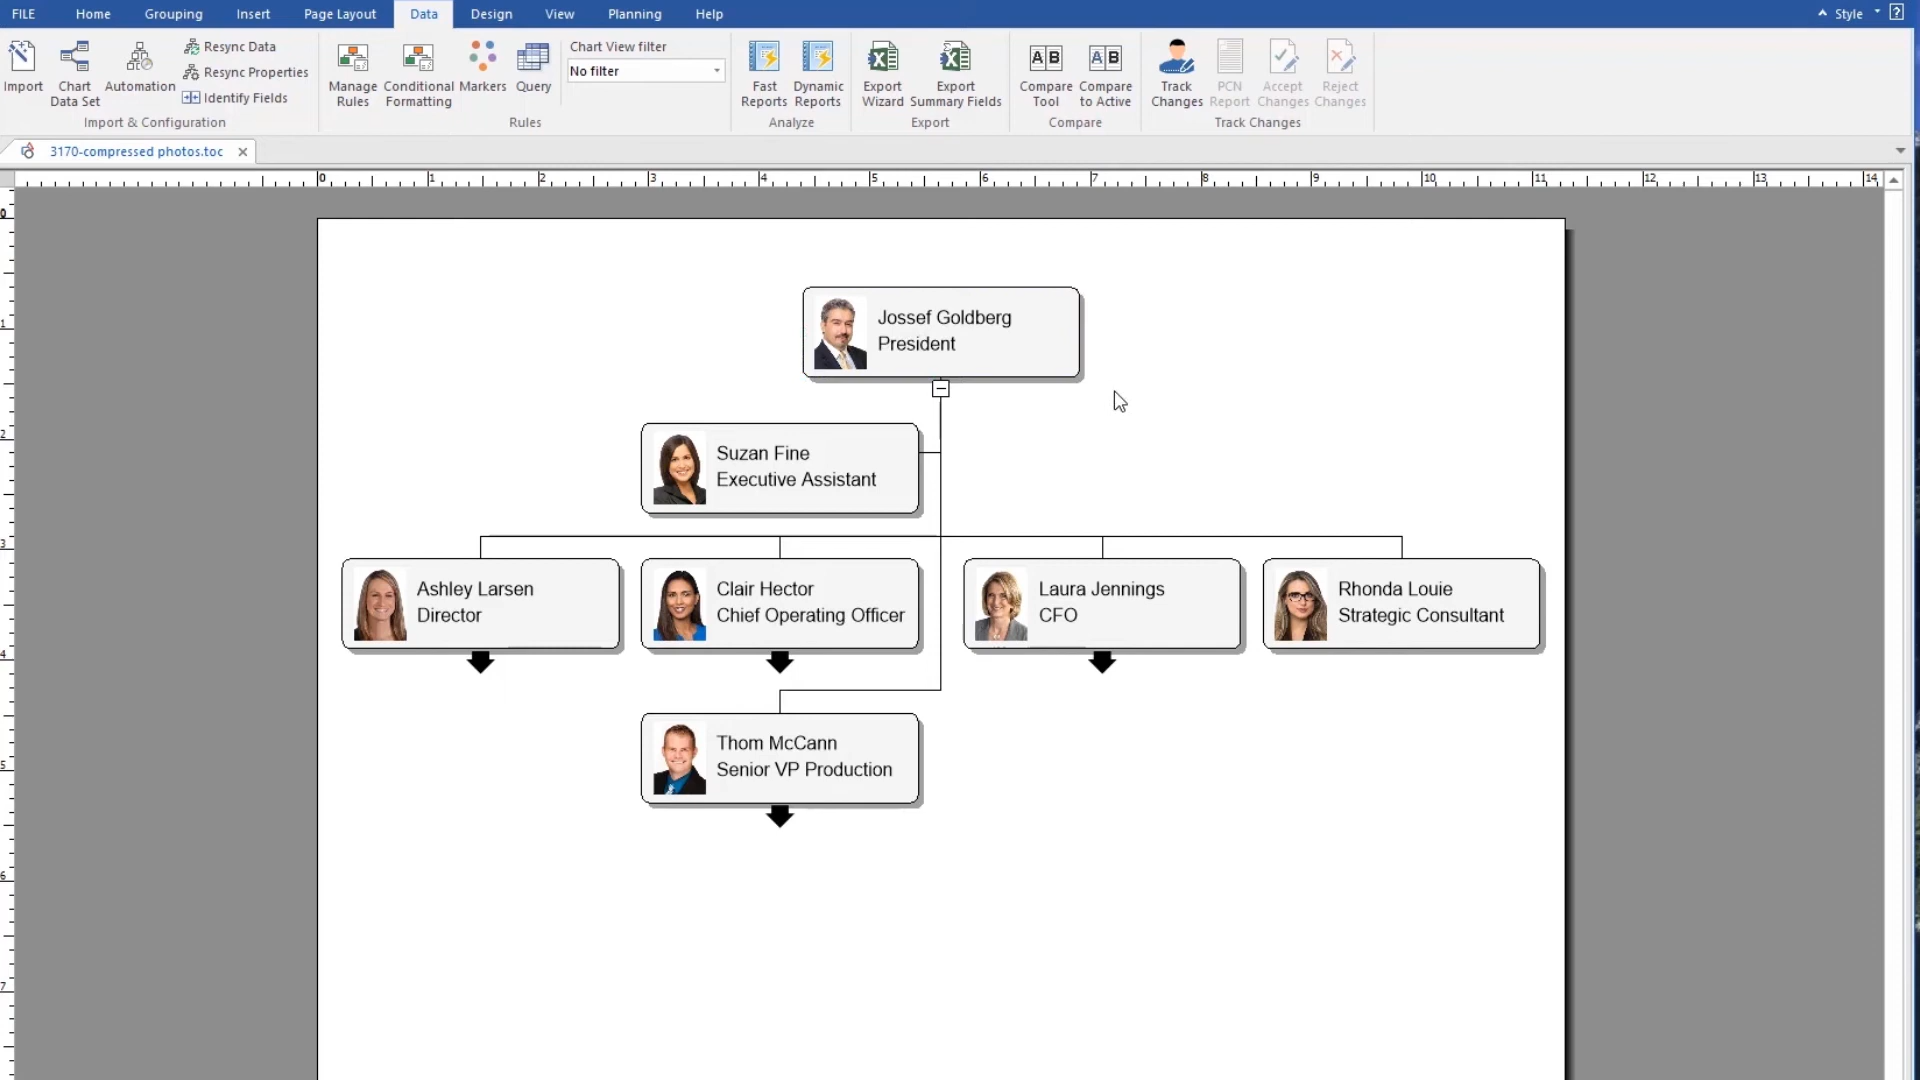 FILE Home Grouping Insert Page Layout Data Design View Planning Help Style
Import
Chart
Data Set
Automation
Resync Data
Resync Properties
Identify Fields
Import & Configuration
Manage
Rules
Conditional
Formatting
Markers
Query
Chart View filter
No filter
Rules
Fast
Reports
Dynamic
Reports
Analyze
Export
Wizard
Export
Summary Fields
Export
A B
Compare
Tool
A B
Compare
to Active
Compare
Track
Changes
PCN
Report
Accept
Changes
Reject
Changes
Track Changes
3170-compressed photos.toc
0 1 2 3 4 5 6 7 8 9 10 11 12 13 14
0
1
2
3
4
5
6
7
Jossef Goldberg
President
Suzan Fine
Executive Assistant
Ashley Larsen
Director
Clair Hector
Chief Operating Officer
Laura Jennings
CFO
Rhonda Louie
Strategic Consultant
Thom McCann
Senior VP Production